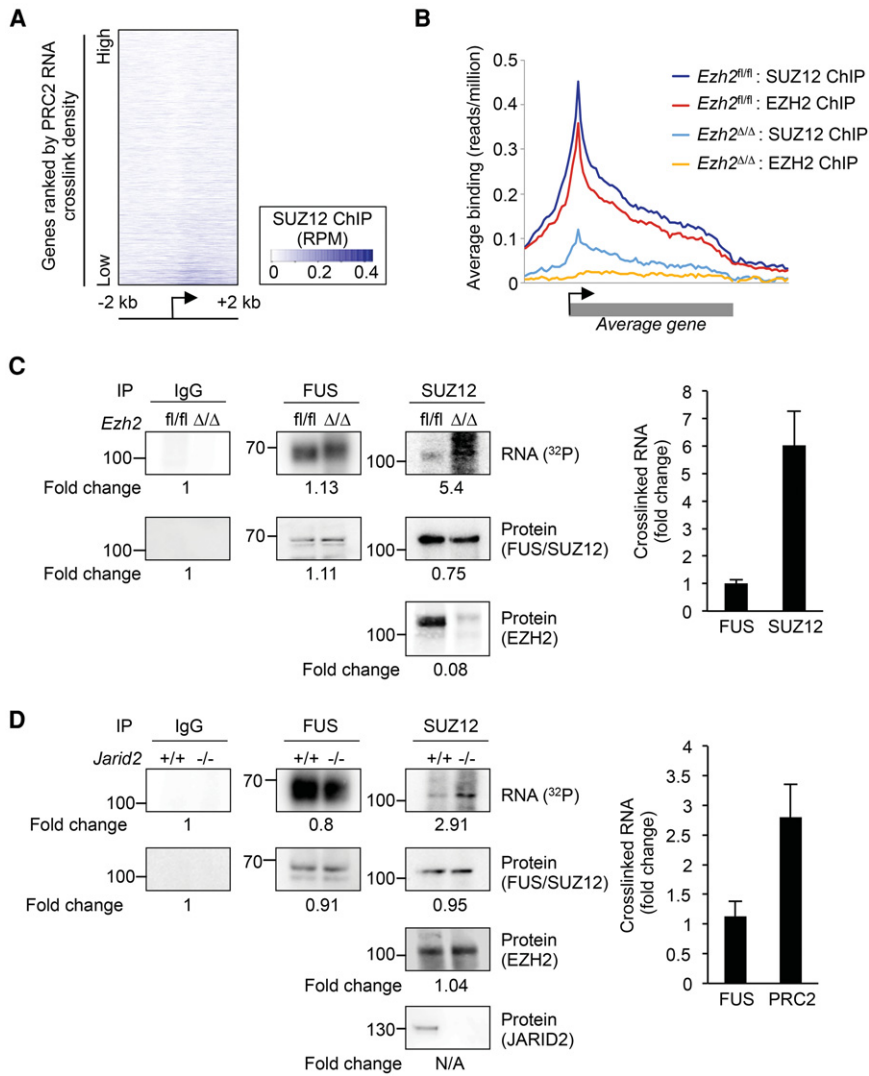 A
Genes ranked by PRC2 RNA
crosslink density
High
Low
-2 kb +2 kb
SUZ12 ChIP
(RPM)
0 0.2 0.4
B
Average binding (reads/million)
0.5
0.4
0.3
0.2
0.1
0
Ezh2fl/fl : SUZ12 ChIP
Ezh2fl/fl : EZH2 ChIP
Ezh2Δ/Δ : SUZ12 ChIP
Ezh2Δ/Δ : EZH2 ChIP
Average gene
C
IP IgG FUS SUZ12
Ezh2 fl/fl Δ/Δ fl/fl Δ/Δ fl/fl Δ/Δ
100 70 100 RNA (32P)
Fold change 1 1.13 5.4
100 70 100 Protein
(FUS/SUZ12)
Fold change 1 1.11 0.75
100 Protein
(EZH2)
Fold change 0.08
Crosslinked RNA
(fold change)
8
7
6
5
4
3
2
1
0
FUS SUZ12
D
IP IgG FUS SUZ12
Jarid2 +/+ -/- +/+ -/- +/+ -/-
100 70 100 RNA (32P)
Fold change 1 0.8 2.91
100 70 100 Protein
(FUS/SUZ12)
Fold change 1 0.91 0.95
100 Protein
(EZH2)
Fold change 1.04
130 Protein
(JARID2)
Fold change N/A
Crosslinked RNA
(fold change)
4
3.5
3
2.5
2
1.5
1
0.5
0
FUS PRC2